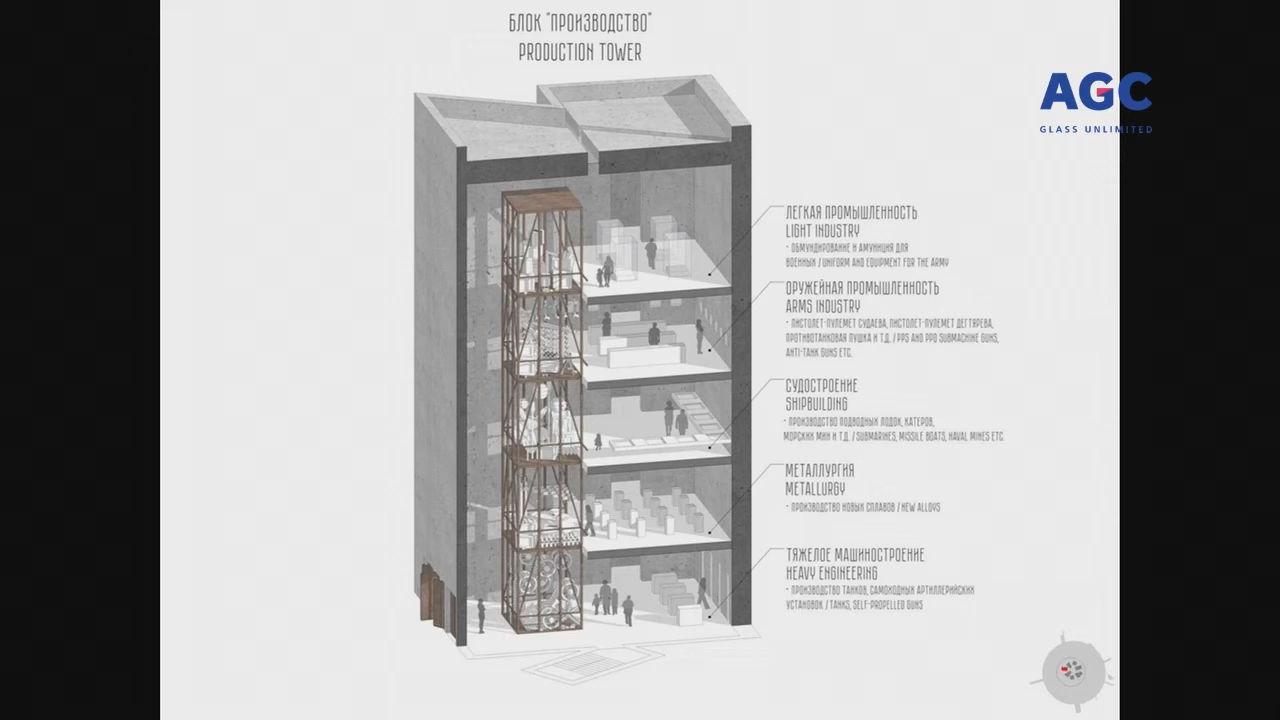 БЛОК "ПРОИЗВОДСТВО"
PRODUCTION TOWER
AGC
GLASS UNLIMITED
ЛЕГКАЯ ПРОМЫШЛЕННОСТЬ
LIGHT INDUSTRY
- ОБМУНДИРОВАНИЕ И АМУНИЦИЯ ДЛЯ
ВОЕННЫХ / UNIFORM AND EQUIPMENT FOR THE ARMY
ОРУЖЕЙНАЯ ПРОМЫШЛЕННОСТЬ
ARMS INDUSTRY
- ПИСТОЛЕТ-ПУЛЕМЕТ СУДАЕВА, ПИСТОЛЕТ-ПУЛЕМЕТ ДЕГТЯРЕВА,
ПРОТИВОТАНКОВАЯ ПУШКА И Т.Д. / PPS AND PPD SUBMACHINE GUNS,
ANTI-TANK GUNS ETC.
СУДОСТРОЕНИЕ
SHIPBUILDING
- ПРОИЗВОДСТВО ПОДВОДНЫХ ЛОДОК, КАТЕРОВ,
МОРСКИХ МИН И Т.Д. / SUBMARINES, MISSILE BOATS, NAVAL MINES ETC.
МЕТАЛЛУРГИЯ
METALLURGY
- ПРОИЗВОДСТВО НОВЫХ СПЛАВОВ / NEW ALLOYS
ТЯЖЕЛОЕ МАШИНОСТРОЕНИЕ
HEAVY ENGINEERING
- ПРОИЗВОДСТВО ТАНКОВ, САМОХОДНЫХ АРТИЛЛЕРИЙСКИХ
УСТАНОВОК / TANKS, SELF-PROPELLED GUNS